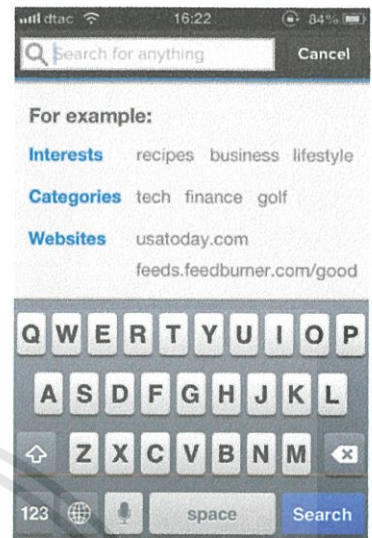 dtac 16:22 84%
Search for anything Cancel
For example:
Interests recipes business lifestyle
Categories tech finance golf
Websites usatoday.com
feeds.feedburner.com/good
Q W E R T Y U I O P
A S D F G H J K L
Z X C V B N M
123 space Search